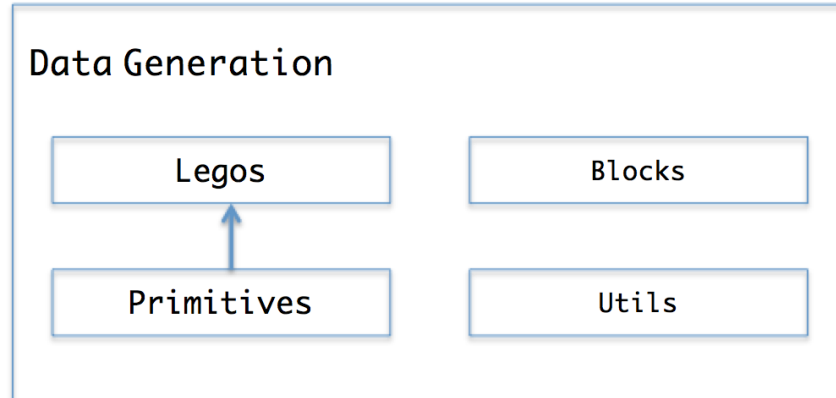 Data Generation
Legos
Blocks
Primitives
Utils